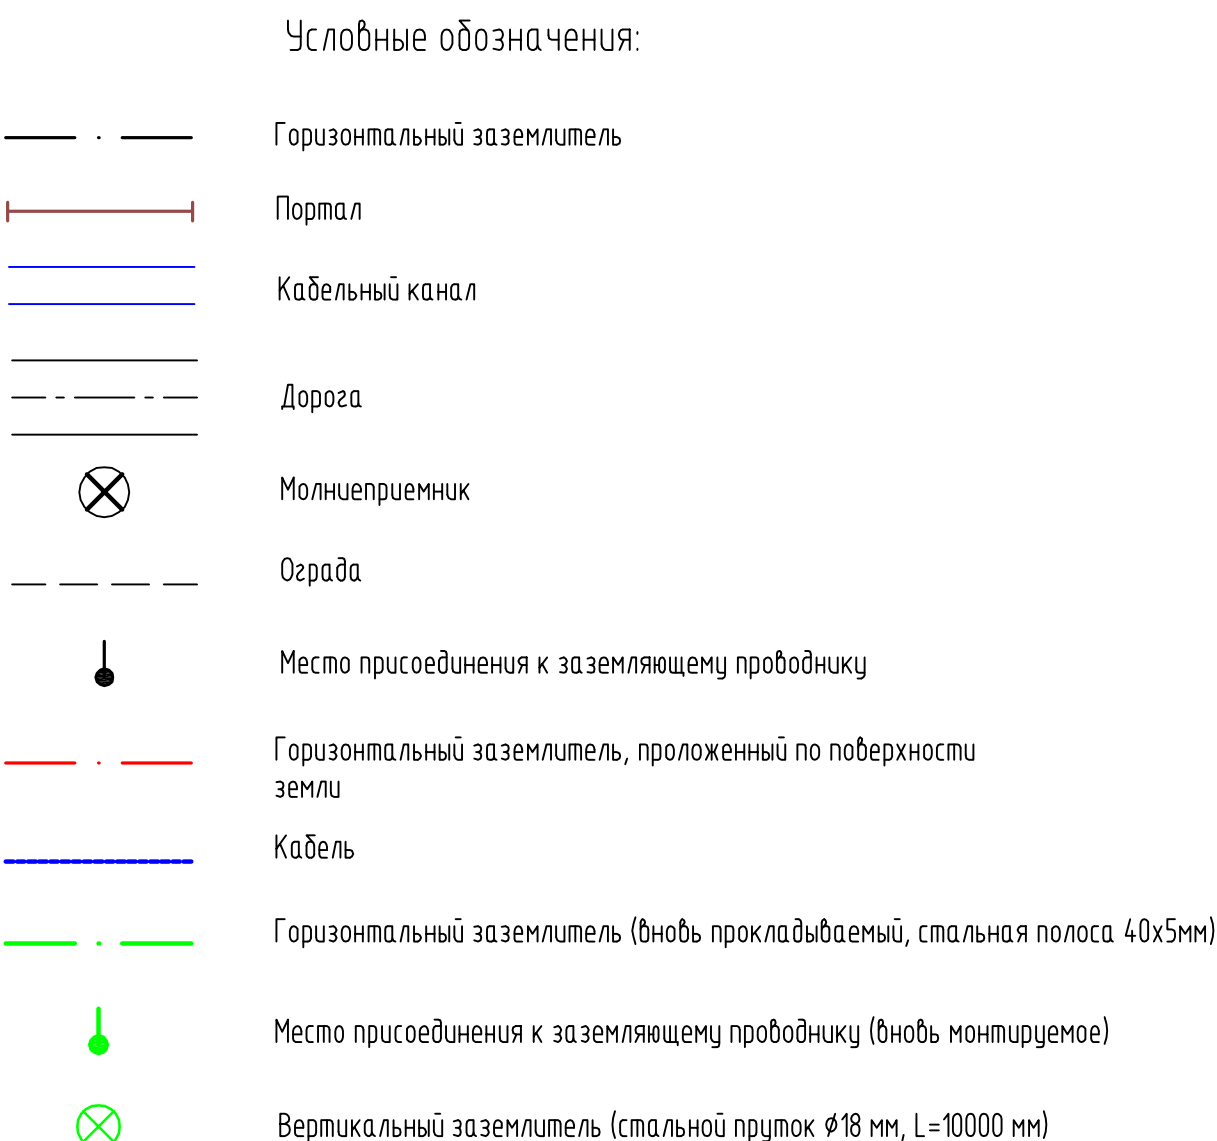 Условные обозначения:
Горизонтальный заземлитель
Портал
Кабельный канал
Дорога
Молниеприемник
Ограда
Место присоединения к заземляющему проводнику
Горизонтальный заземлитель, проложенный по поверхности
земли
Кабель
Горизонтальный заземлитель (вновь прокладываемый, стальная полоса 40х5мм)
Место присоединения к заземляющему проводнику (вновь монтируемое)
Вертикальный заземлитель (стальной пруток ⌀18 мм, L=10000 мм)